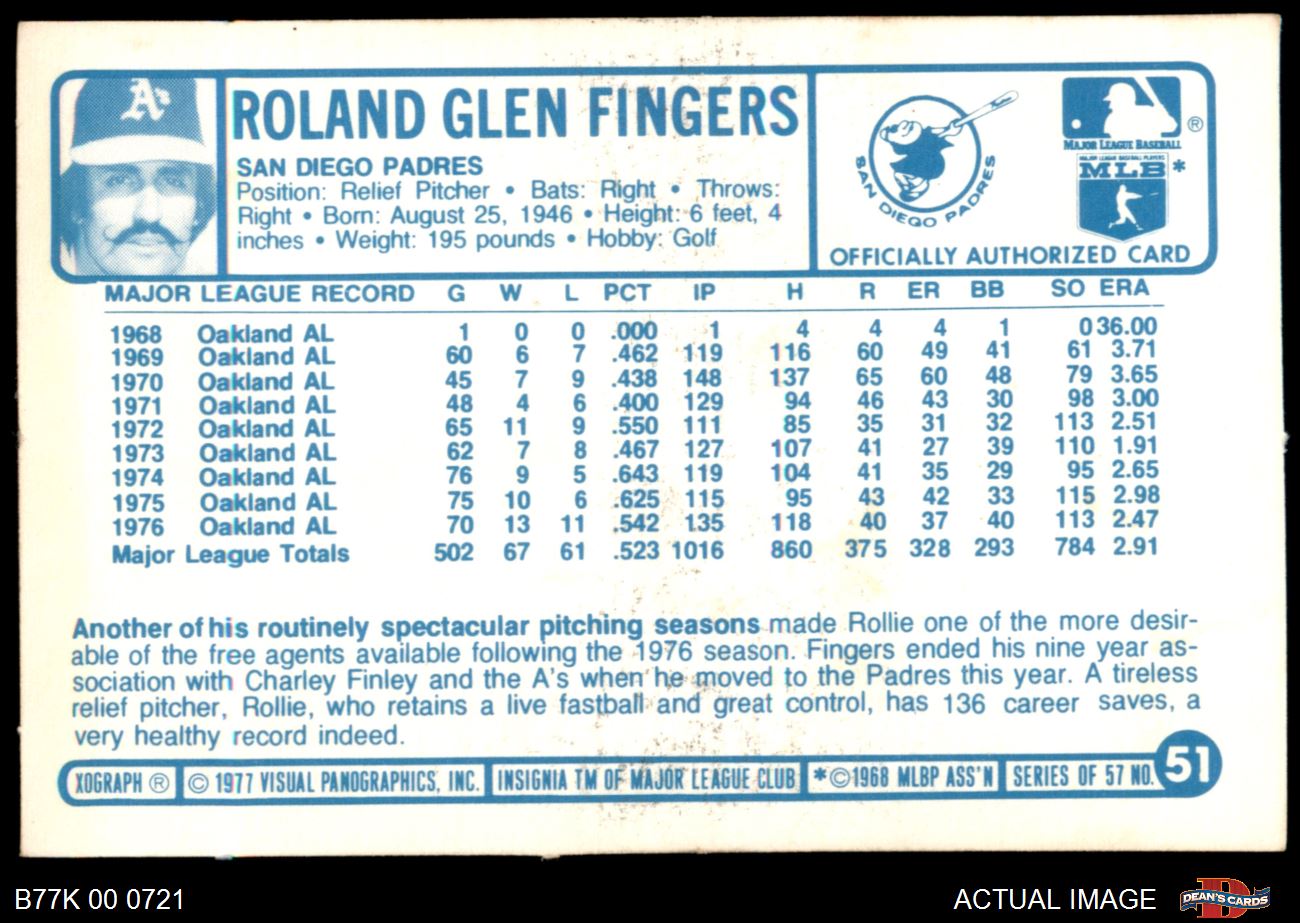 A's
ROLAND GLEN FINGERS
SAN DIEGO PADRES
Position: Relief Pitcher • Bats: Right • Throws:
Right • Born: August 25, 1946 • Height: 6 feet, 4
inches • Weight: 195 pounds • Hobby: Golf
SAN DIEGO PADRES
®
MAJOR LEAGUE BASEBALL
MAJOR LEAGUE BASEBALL PLAYERS
MLB *
OFFICIALLY AUTHORIZED CARD
MAJOR LEAGUE RECORD G W L PCT IP H R ER BB SO ERA
1968 Oakland AL 1 0 0 .000 1 4 4 4 1 0 36.00
1969 Oakland AL 60 6 7 .462 119 116 60 49 41 61 3.71
1970 Oakland AL 45 7 9 .438 148 137 65 60 48 79 3.65
1971 Oakland AL 48 4 6 .400 129 94 46 43 30 98 3.00
1972 Oakland AL 65 11 9 .550 111 85 35 31 32 113 2.51
1973 Oakland AL 62 7 8 .467 127 107 41 27 39 110 1.91
1974 Oakland AL 76 9 5 .643 119 104 41 35 29 95 2.65
1975 Oakland AL 75 10 6 .625 115 95 43 42 33 115 2.98
1976 Oakland AL 70 13 11 .542 135 118 40 37 40 113 2.47
Major League Totals 502 67 61 .523 1016 860 375 328 293 784 2.91
Another of his routinely spectacular pitching seasons made Rollie one of the more desir-
able of the free agents available following the 1976 season. Fingers ended his nine year as-
sociation with Charley Finley and the A's when he moved to the Padres this year. A tireless
relief pitcher, Rollie, who retains a live fastball and great control, has 136 career saves, a
very healthy record indeed.
XOGRAPH ® © 1977 VISUAL PANOGRAPHICS, INC. INSIGNIA TM OF MAJOR LEAGUE CLUB *©1968 MLBP ASS'N SERIES OF 57 NO. 51
B77K 00 0721
ACTUAL IMAGE
DEAN'S CARDS